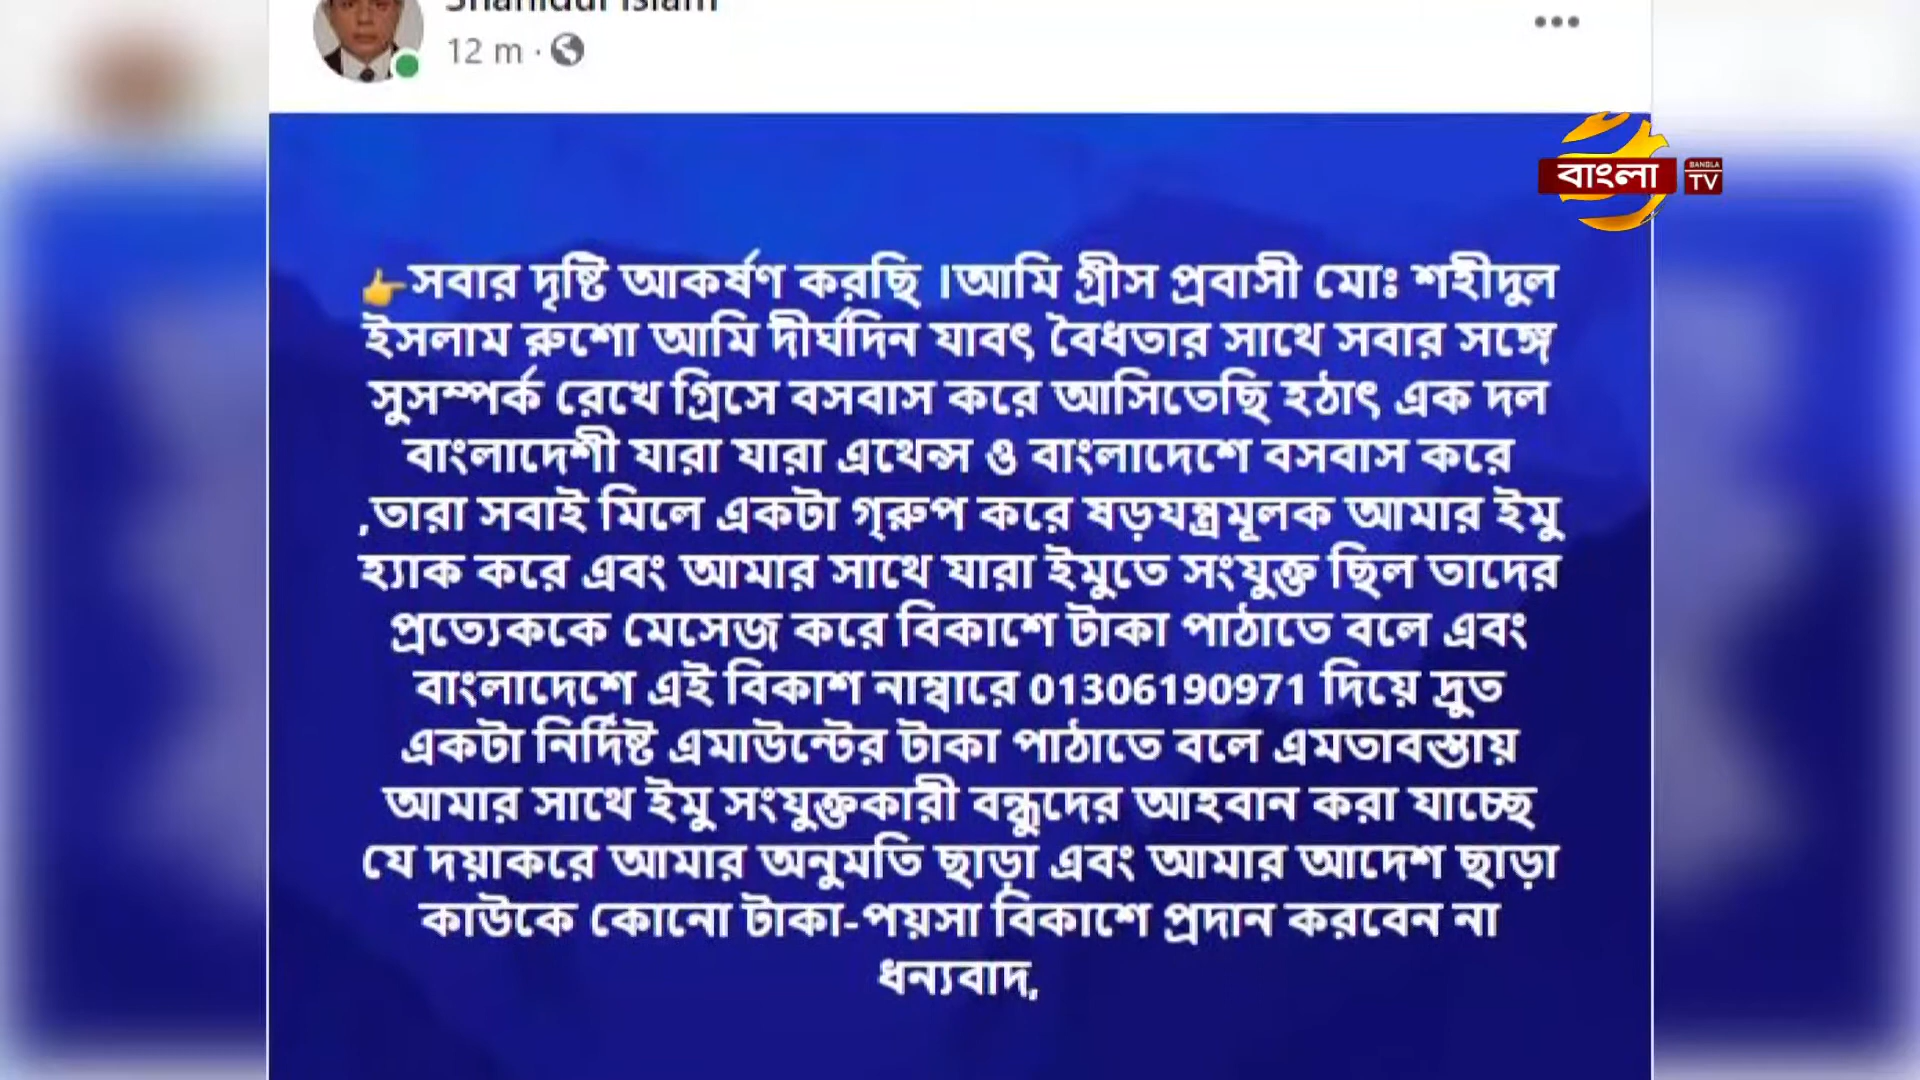 Shahidul Islam
12 m ·
বাংলা
BANGLA
TV
👉সবার দৃষ্টি আকর্ষণ করছি ।আমি গ্রীস প্রবাসী মোঃ শহীদুল
ইসলাম রুশো আমি দীর্ঘদিন যাবৎ বৈধতার সাথে সবার সঙ্গে
সুসম্পর্ক রেখে গ্রিসে বসবাস করে আসিতেছি হঠাৎ এক দল
বাংলাদেশী যারা যারা এথেন্স ও বাংলাদেশে বসবাস করে
,তারা সবাই মিলে একটা গৃরুপ করে ষড়যন্ত্রমূলক আমার ইমু
হ্যাক করে এবং আমার সাথে যারা ইমুতে সংযুক্ত ছিল তাদের
প্রত্যেককে মেসেজ করে বিকাশে টাকা পাঠাতে বলে এবং
বাংলাদেশে এই বিকাশ নাম্বারে 01306190971 দিয়ে দ্রুত
একটা নির্দিষ্ট এমাউন্টের টাকা পাঠাতে বলে এমতাবস্তায়
আমার সাথে ইমু সংযুক্তকারী বন্ধুদের আহবান করা যাচ্ছে
যে দয়াকরে আমার অনুমতি ছাড়া এবং আমার আদেশ ছাড়া
কাউকে কোনো টাকা-পয়সা বিকাশে প্রদান করবেন না
ধন্যবাদ,